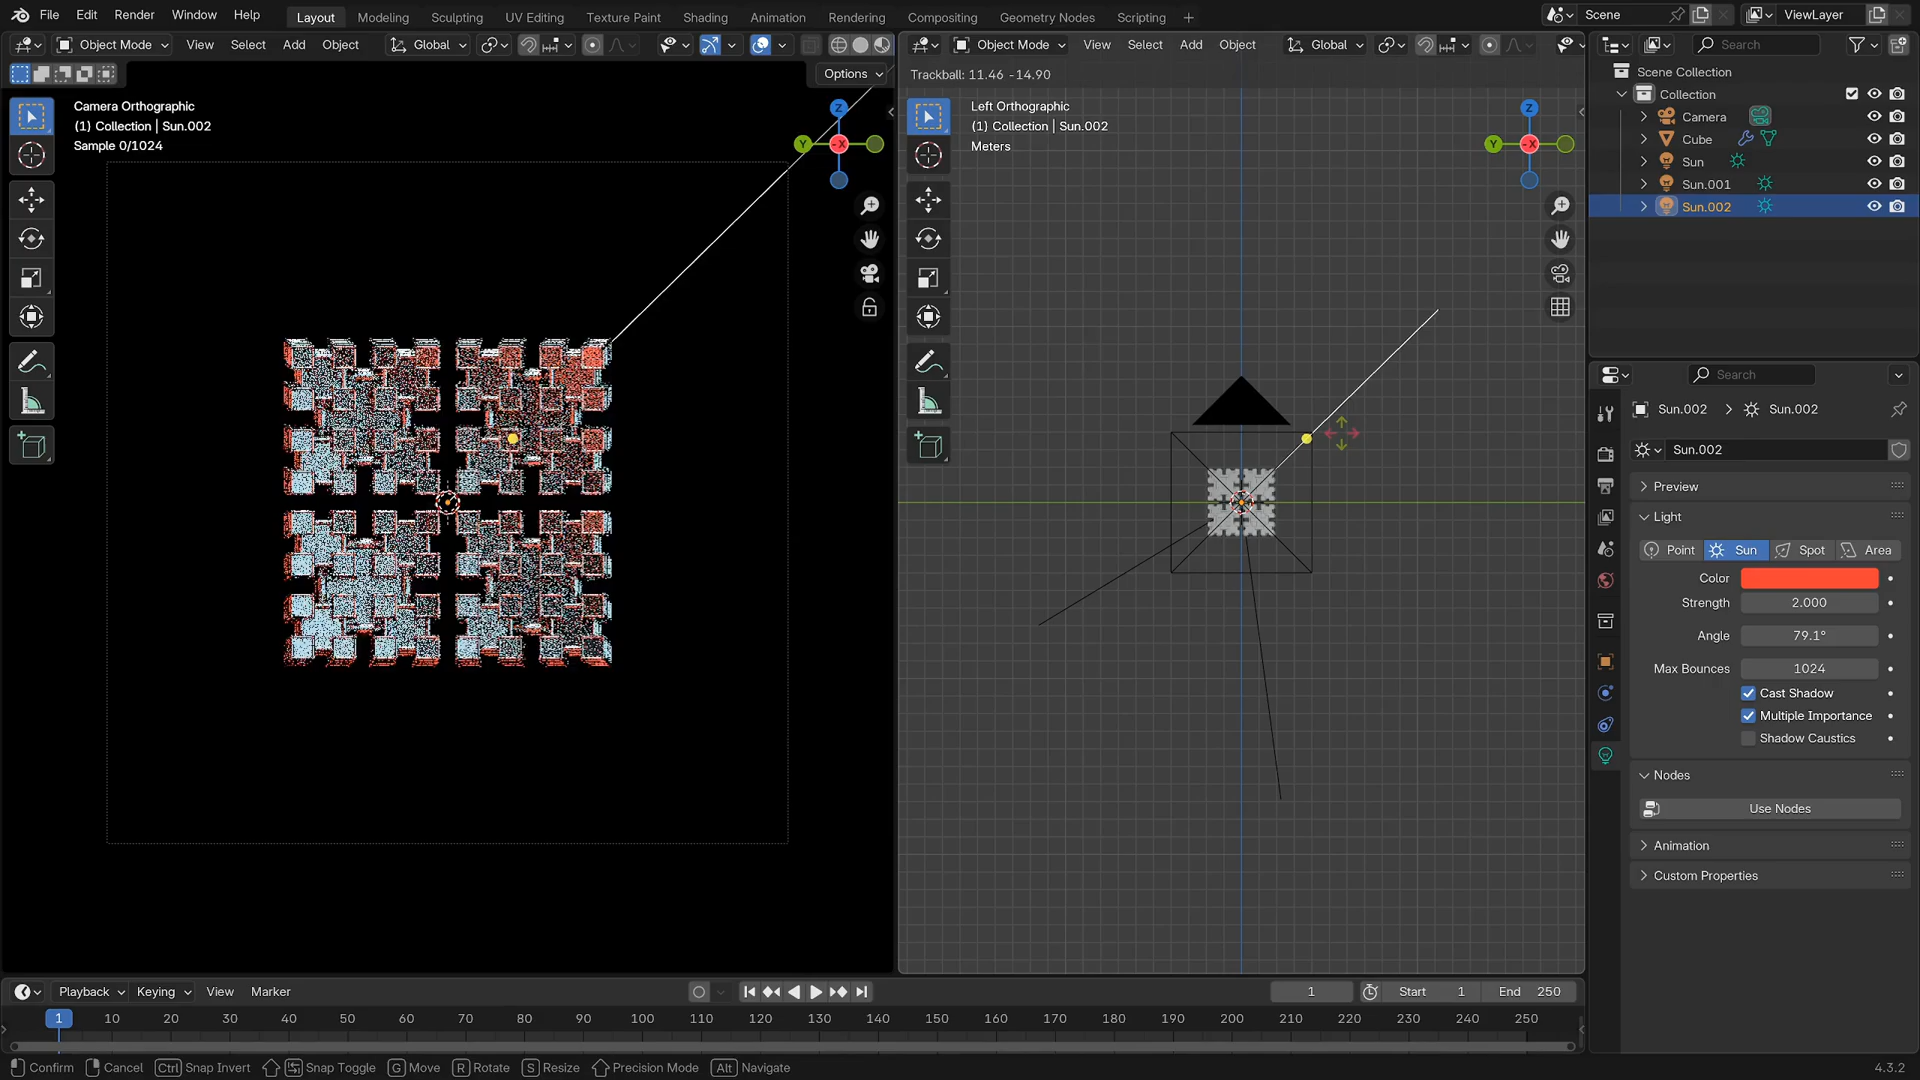 File Edit Render Window Help Layout Modeling Sculpting UV Editing Texture Paint Shading Animation Rendering Compositing Geometry Nodes Scripting + Scene ViewLayer
Object Mode View Select Add Object Global
Object Mode View Select Add Object Global
Search
Options
Trackball: 11.46 -14.90
Scene Collection
Collection
Camera
Cube
Sun
Sun.001
Sun.002
Camera Orthographic
(1) Collection | Sun.002
Sample 0/1024
Z
Y
-X
Left Orthographic
(1) Collection | Sun.002
Meters
Z
Y
-X
Search
Sun.002 > Sun.002
Sun.002
Preview
Light
Point Sun Spot Area
Color
Strength 2.000
Angle 79.1°
Max Bounces 1024
Cast Shadow
Multiple Importance
Shadow Caustics
Nodes
Use Nodes
Animation
Custom Properties
Playback Keying View Marker 1 Start 1 End 250
1 10 20 30 40 50 60 70 80 90 100 110 120 130 140 150 160 170 180 190 200 210 220 230 240 250
Confirm Cancel Ctrl Snap Invert Snap Toggle G Move R Rotate S Resize Precision Mode Alt Navigate 4.3.2